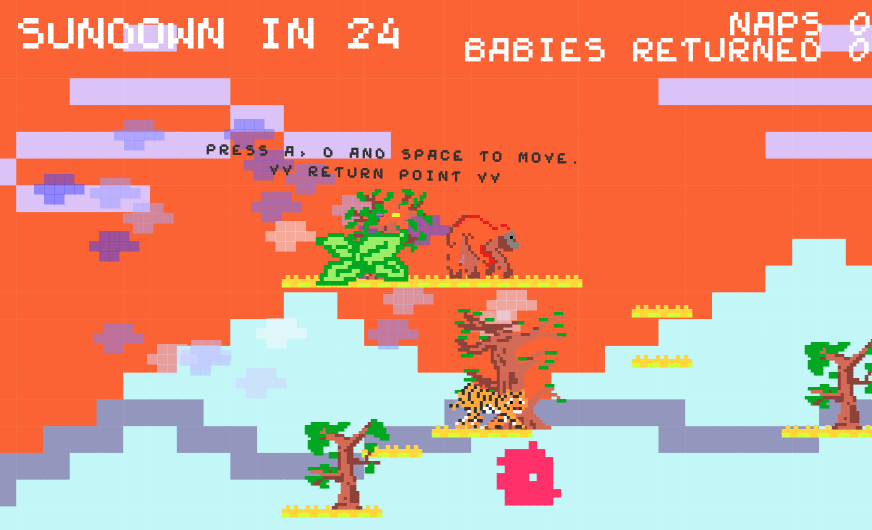 SUNDOWN IN 24
NAPS 0
BABIES RETURNED 0
PRESS A, D AND SPACE TO MOVE.
VV RETURN POINT VV